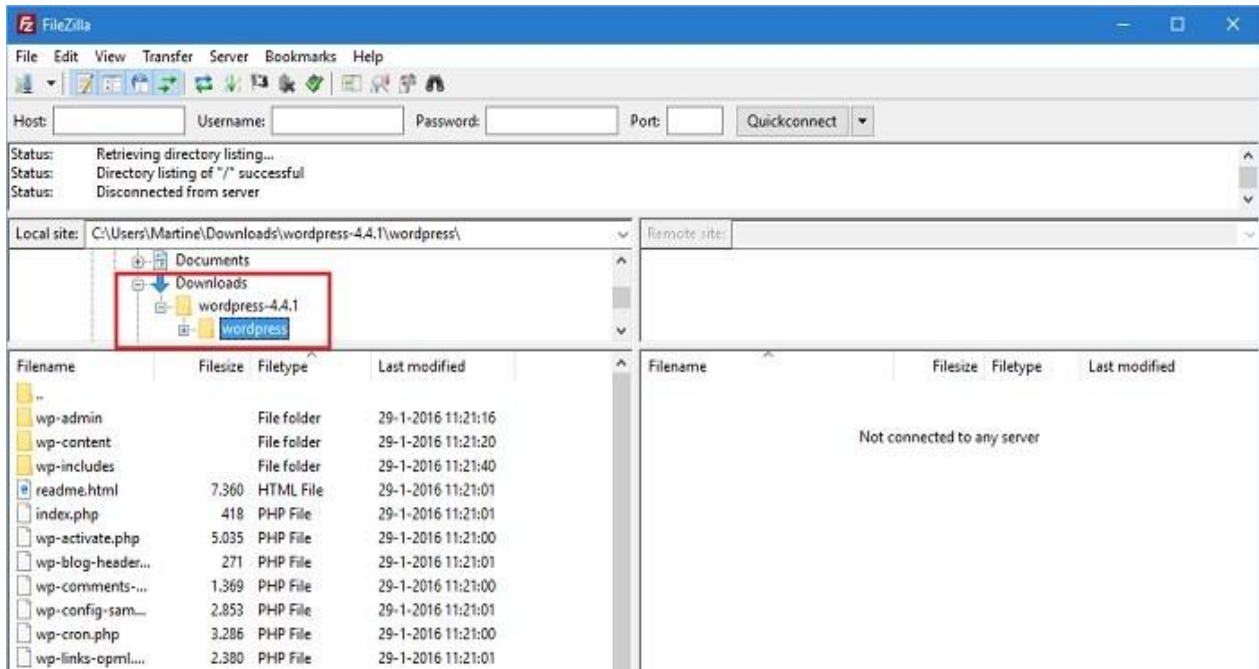 FileZilla
File Edit View Transfer Server Bookmarks Help
Host: Username: Password: Port: Quickconnect
Status: Retrieving directory listing...
Status: Directory listing of "/" successful
Status: Disconnected from server
Local site: C:\Users\Martine\Downloads\wordpress-4.4.1\wordpress\ Remote site:
Documents
Downloads
wordpress-4.4.1
wordpress
Filename Filesize Filetype Last modified Filename Filesize Filetype Last modified
..
wp-admin File folder 29-1-2016 11:21:16
wp-content File folder 29-1-2016 11:21:20
Not connected to any server
wp-includes File folder 29-1-2016 11:21:40
readme.html 7.360 HTML File 29-1-2016 11:21:01
index.php 418 PHP File 29-1-2016 11:21:01
wp-activate.php 5.035 PHP File 29-1-2016 11:21:00
wp-blog-header... 271 PHP File 29-1-2016 11:21:01
wp-comments-... 1.369 PHP File 29-1-2016 11:21:00
wp-config-sam... 2.853 PHP File 29-1-2016 11:21:01
wp-cron.php 3.286 PHP File 29-1-2016 11:21:00
wp-links-opml.... 2.380 PHP File 29-1-2016 11:21:01